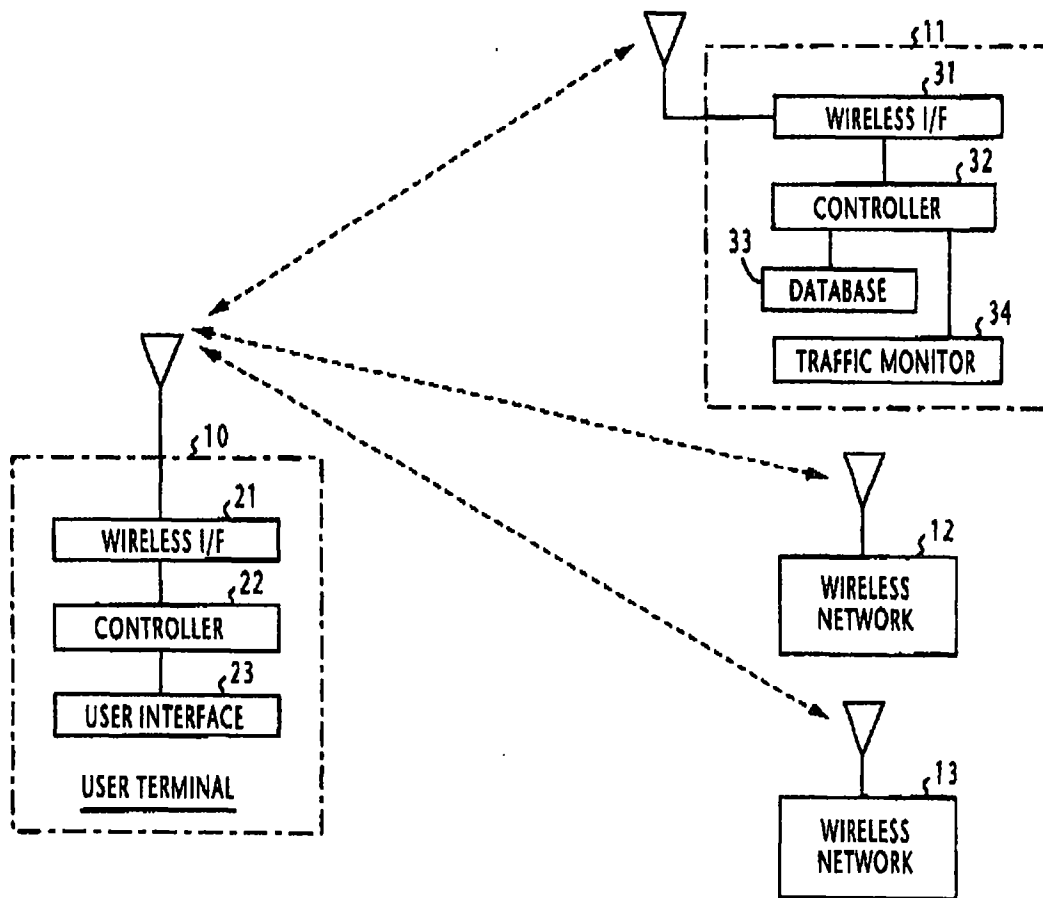 11
31
WIRELESS I/F
32
CONTROLLER
33
DATABASE
34
TRAFFIC MONITOR
10
21
WIRELESS I/F
22
CONTROLLER
23
USER INTERFACE
USER TERMINAL
12
WIRELESS
NETWORK
13
WIRELESS
NETWORK